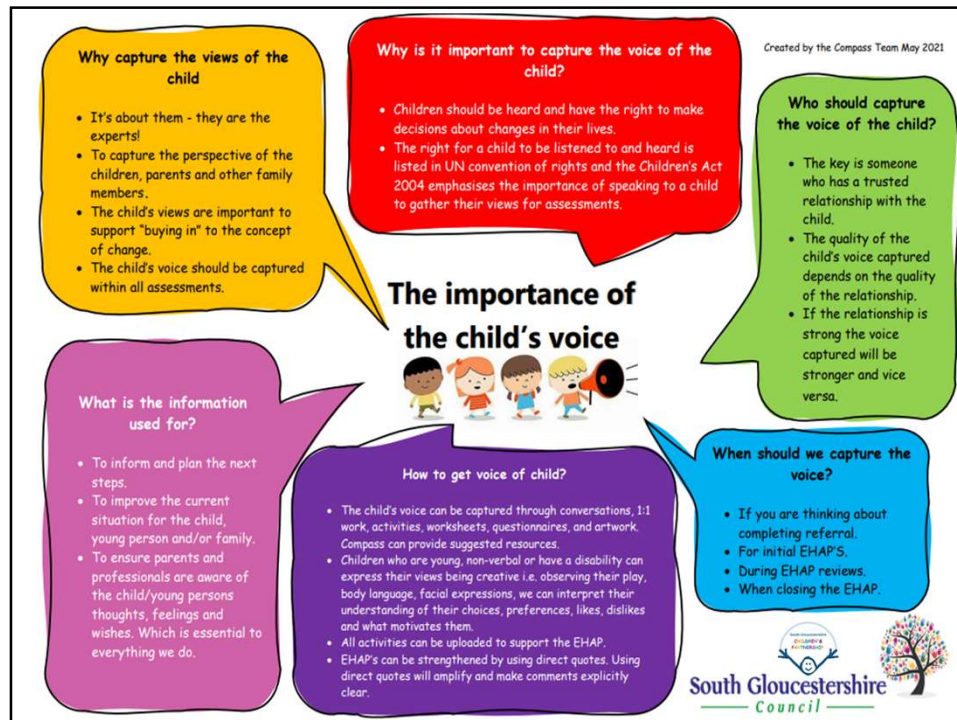 Why capture the views of the
child
• It's about them - they are the
experts!
• To capture the perspective of the
children, parents and other family
members.
• The child's views are important to
support "buying in" to the concept
of change.
• The child's voice should be captured
within all assessments.
Why is it important to capture the voice of the
child?
• Children should be heard and have the right to make
decisions about changes in their lives.
• The right for a child to be listened to and heard is
listed in UN convention of rights and the Children's Act
2004 emphasises the importance of speaking to a child
to gather their views for assessments.
Created by the Compass Team May 2021
Who should capture
the voice of the child?
• The key is someone
who has a trusted
relationship with the
child.
• The quality of the
child's voice captured
depends on the quality
of the relationship.
• If the relationship is
strong the voice
captured will be
stronger and vice
versa.
The importance of
the child's voice
What is the information
used for?
• To inform and plan the next
steps.
• To improve the current
situation for the child,
young person and/or family.
• To ensure parents and
professionals are aware of
the child/young persons
thoughts, feelings and
wishes. Which is essential to
everything we do.
How to get voice of child?
• The child's voice can be captured through conversations, 1:1
work, activities, worksheets, questionnaires, and artwork.
Compass can provide suggested resources.
• Children who are young, non-verbal or have a disability can
express their views being creative i.e. observing their play,
body language, facial expressions, we can interpret their
understanding of their choices, preferences, likes, dislikes
and what motivates them.
• All activities can be uploaded to support the EHAP.
• EHAP's can be strengthened by using direct quotes. Using
direct quotes will amplify and make comments explicitly
clear.
When should we capture the
voice?
• If you are thinking about
completing referral.
• For initial EHAP'S.
• During EHAP reviews.
• When closing the EHAP.
South Gloucestershire
CHILDREN'S
PARTNERSHIP
South Gloucestershire
Council